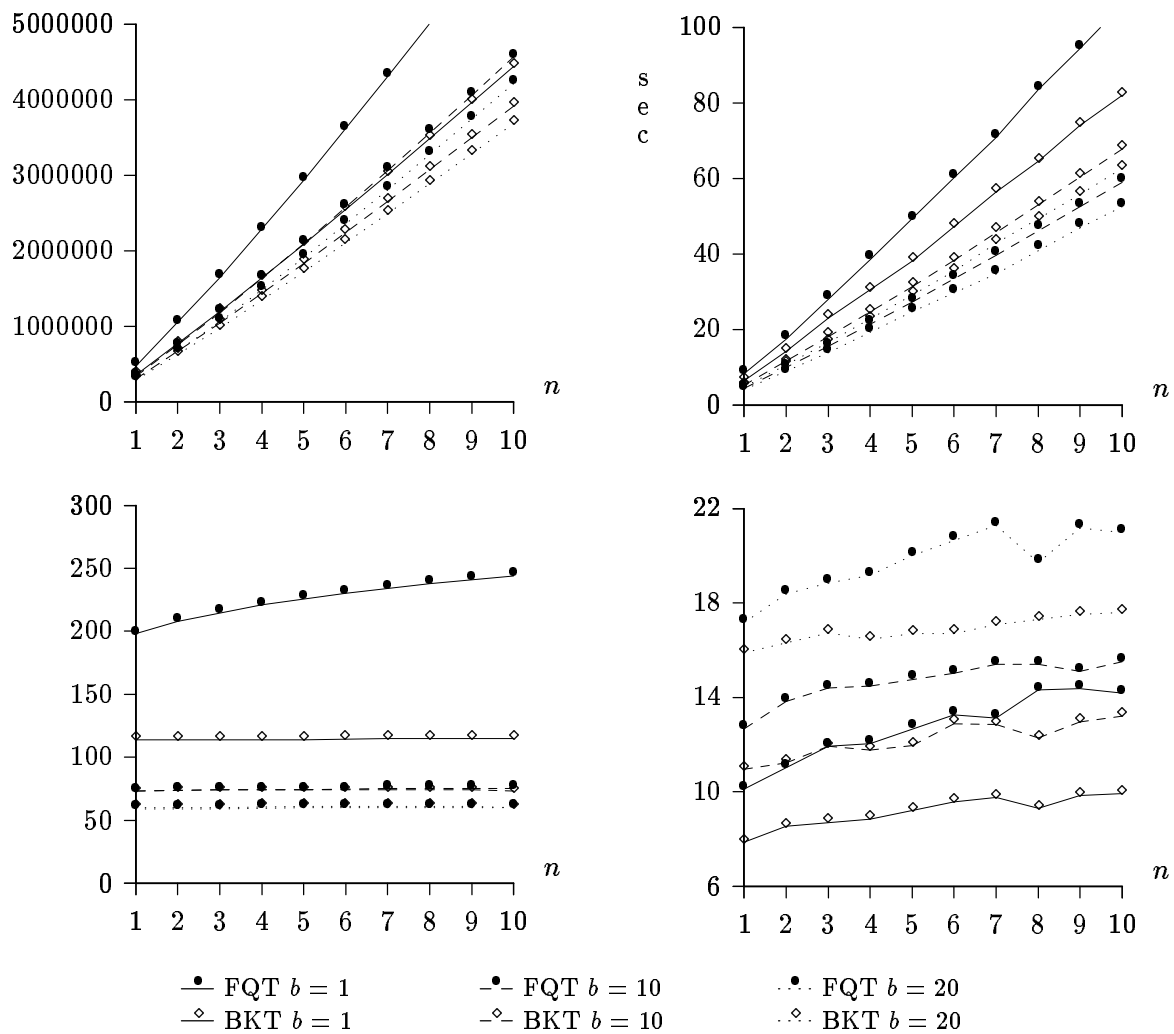 5000000
4000000
3000000
2000000
1000000
0
1 2 3 4 5 6 7 8 9 10
n
s
e
c
100
80
60
40
20
0
1 2 3 4 5 6 7 8 9 10
n
300
250
200
150
100
50
0
1 2 3 4 5 6 7 8 9 10
n
22
18
14
10
6
1 2 3 4 5 6 7 8 9 10
n
FQT b = 1 FQT b = 10 FQT b = 20
BKT b = 1 BKT b = 10 BKT b = 20